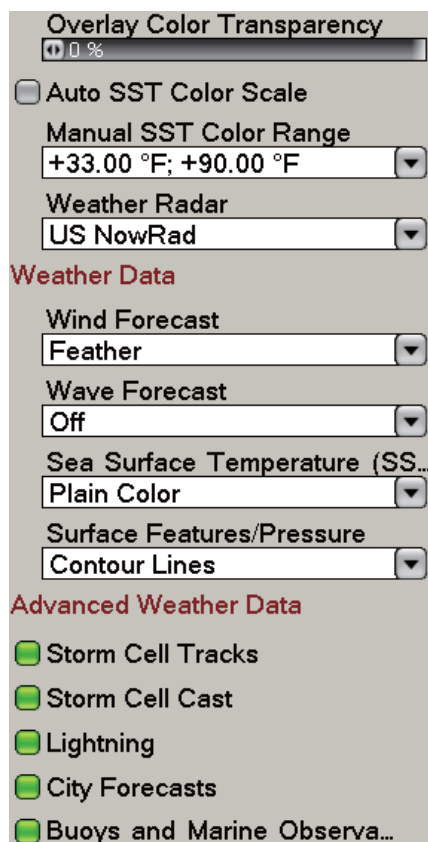 Overlay Color Transparency
0 %
Auto SST Color Scale
Manual SST Color Range
+33.00 °F; +90.00 °F
Weather Radar
US NowRad
Weather Data
Wind Forecast
Feather
Wave Forecast
Off
Sea Surface Temperature (SS...
Plain Color
Surface Features/Pressure
Contour Lines
Advanced Weather Data
Storm Cell Tracks
Storm Cell Cast
Lightning
City Forecasts
Buoys and Marine Observa...